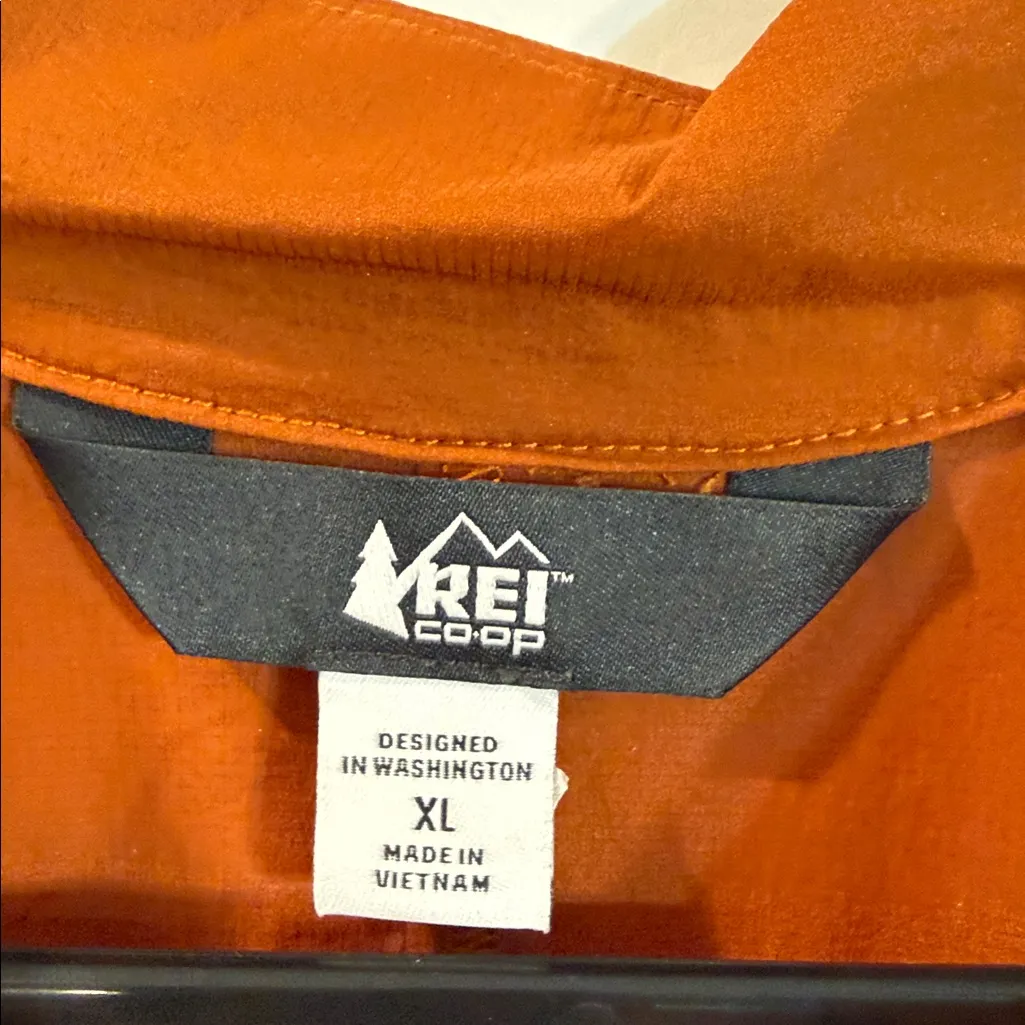 REI™
CO·OP
DESIGNED
IN WASHINGTON
XL
MADE IN
VIETNAM